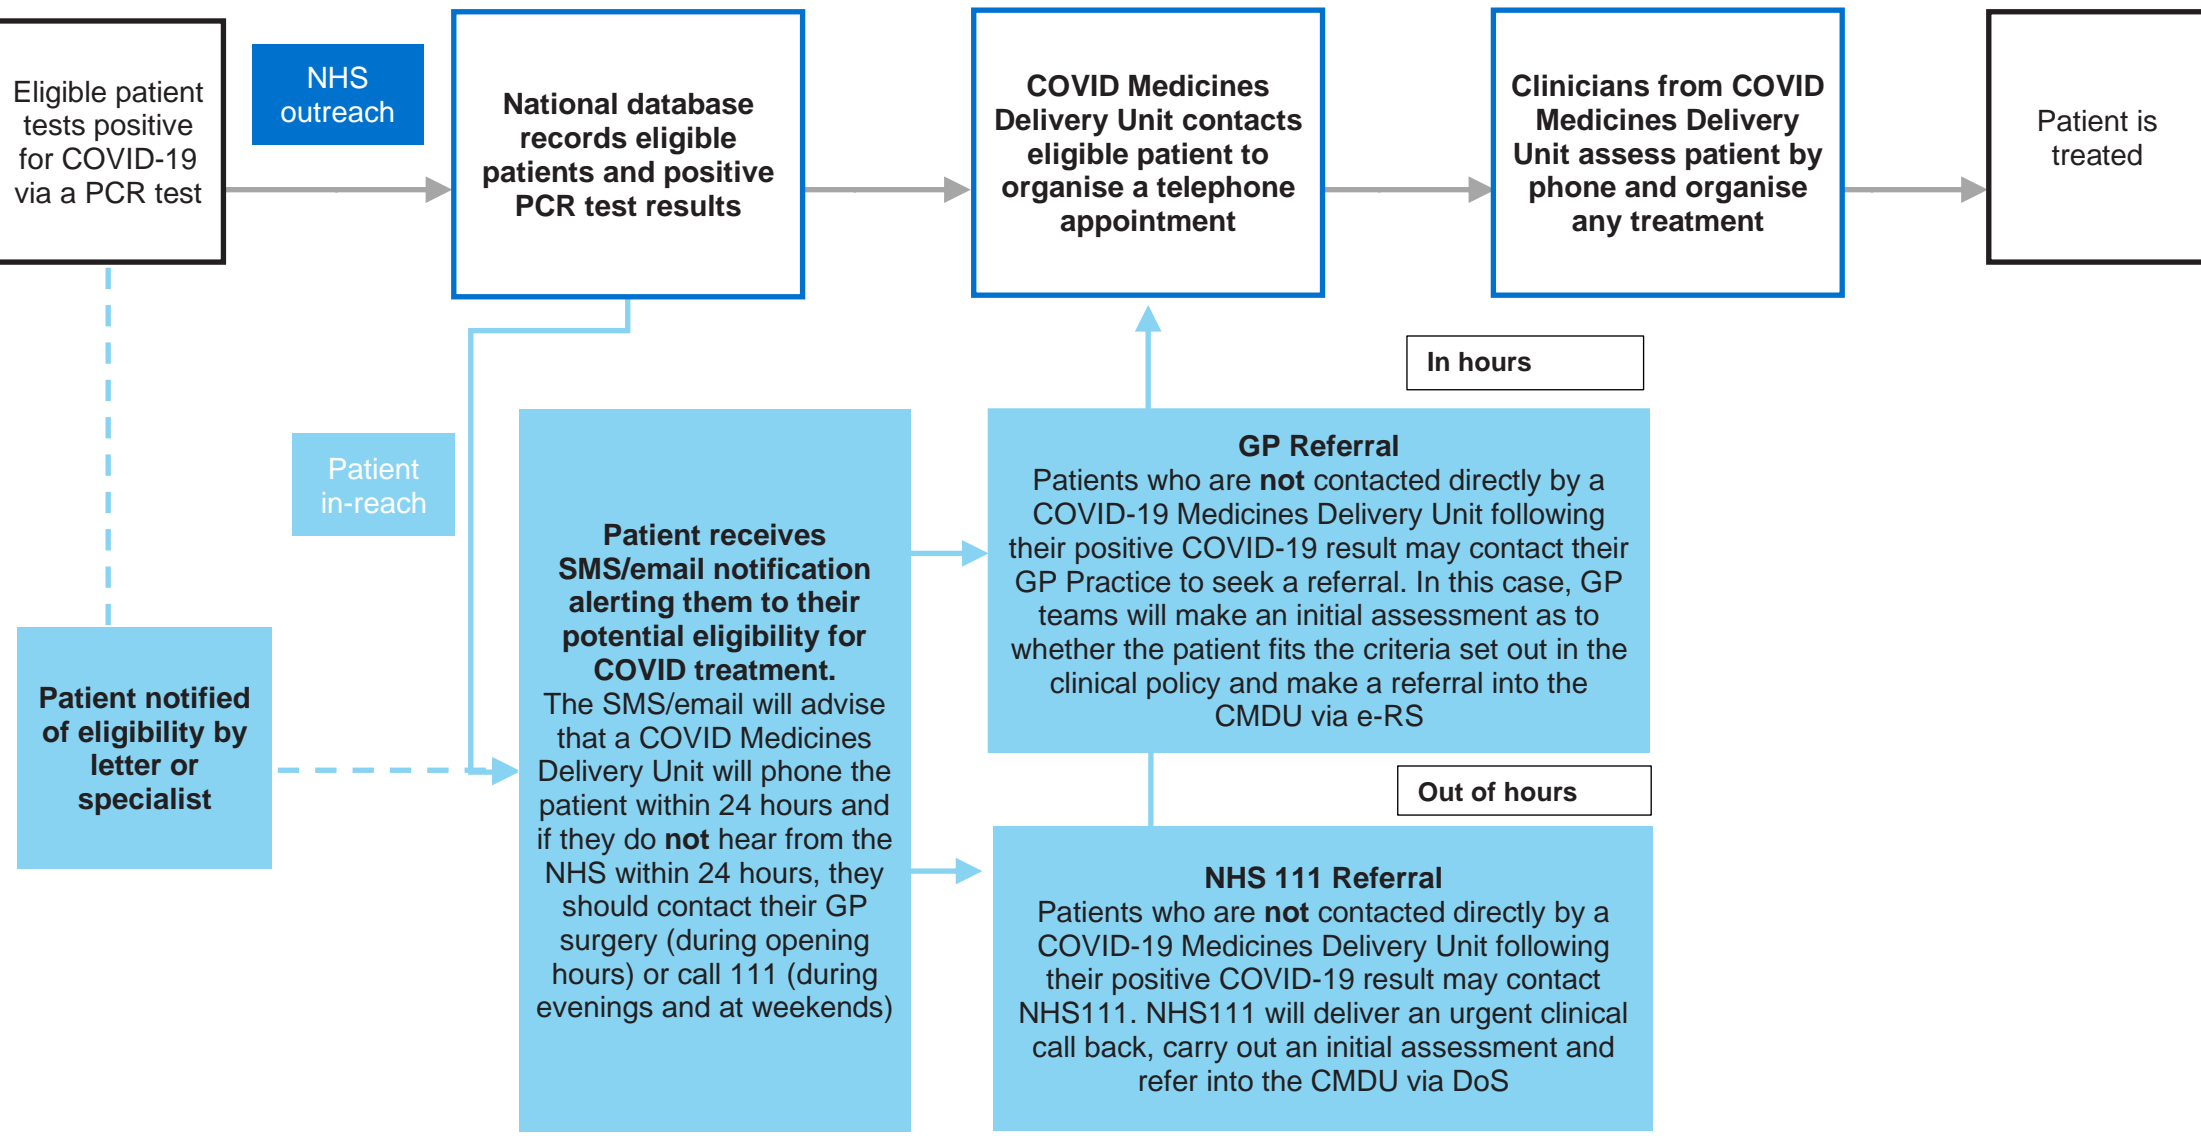 Eligible patient
tests positive
for COVID-19
via a PCR test
NHS
outreach
National database
records eligible
patients and positive
PCR test results
COVID Medicines
Delivery Unit contacts
eligible patient to
organise a telephone
appointment
Clinicians from COVID
Medicines Delivery
Unit assess patient by
phone and organise
any treatment
Patient is
treated
In hours
Patient
in-reach
Patient notified
of eligibility by
letter or
specialist
Patient receives
SMS/email notification
alerting them to their
potential eligibility for
COVID treatment.
The SMS/email will advise
that a COVID Medicines
Delivery Unit will phone the
patient within 24 hours and
if they do not hear from the
NHS within 24 hours, they
should contact their GP
surgery (during opening
hours) or call 111 (during
evenings and at weekends)
GP Referral
Patients who are not contacted directly by a
COVID-19 Medicines Delivery Unit following
their positive COVID-19 result may contact their
GP Practice to seek a referral. In this case, GP
teams will make an initial assessment as to
whether the patient fits the criteria set out in the
clinical policy and make a referral into the
CMDU via e-RS
Out of hours
NHS 111 Referral
Patients who are not contacted directly by a
COVID-19 Medicines Delivery Unit following
their positive COVID-19 result may contact
NHS111. NHS111 will deliver an urgent clinical
call back, carry out an initial assessment and
refer into the CMDU via DoS